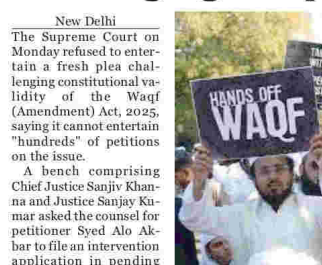 New Delhi
The Supreme Court on
Monday refused to enter-
tain a fresh plea chal-
lenging constitutional va-
lidity of the Waqf
(Amendment) Act, 2025,
saying it cannot entertain
"hundreds" of petitions
on the issue.
A bench comprising
Chief Justice Sanjiv Khan-
na and Justice Sanjay Ku-
mar asked the counsel for
petitioner Syed Alo Ak-
bar to file an intervention
application in pending
HANDS OFF
WAQF